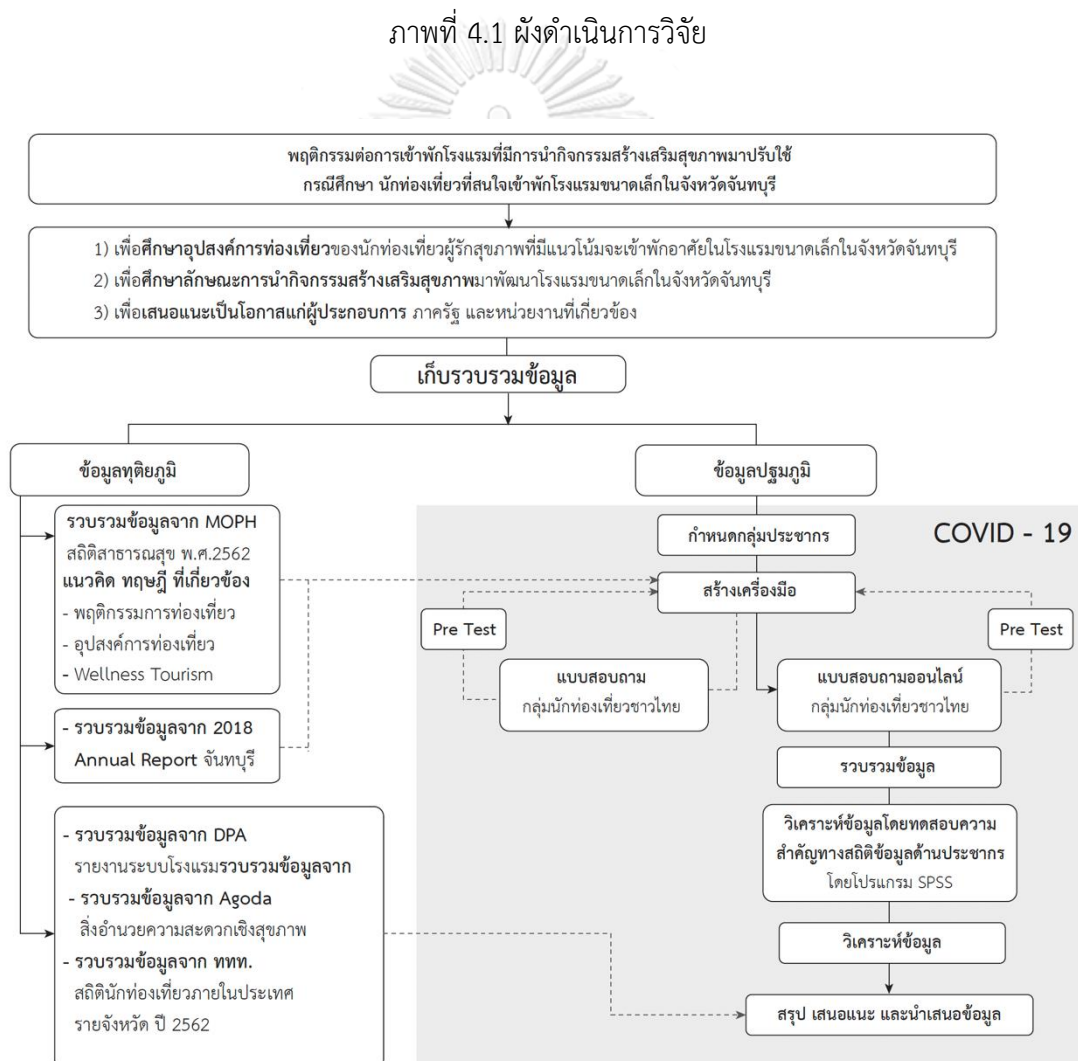 ภาพที่ 4.1 ผังดำเนินการวิจัย
พฤติกรรมต่อการเข้าพักโรงแรมที่มีการนำกิจกรรมสร้างเสริมสุขภาพมาปรับใช้
กรณีศึกษา นักท่องเที่ยวที่สนใจเข้าพักโรงแรมขนาดเล็กในจังหวัดจันทบุรี
1) เพื่อศึกษาอุปสงค์การท่องเที่ยวของนักท่องเที่ยวผู้รักสุขภาพที่มีแนวโน้มจะเข้าพักอาศัยในโรงแรมขนาดเล็กในจังหวัดจันทบุรี
2) เพื่อศึกษาลักษณะการนำกิจกรรมสร้างเสริมสุขภาพมาพัฒนาโรงแรมขนาดเล็กในจังหวัดจันทบุรี
3) เพื่อเสนอแนะเป็นโอกาสแก่ผู้ประกอบการ ภาครัฐ และหน่วยงานที่เกี่ยวข้อง
เก็บรวบรวมข้อมูล
ข้อมูลทุติยภูมิ
รวบรวมข้อมูลจาก MOPH
สถิติสาธารณสุข พ.ศ.2562
แนวคิด ทฤษฎี ที่เกี่ยวข้อง
- พฤติกรรมการท่องเที่ยว
- อุปสงค์การท่องเที่ยว
- Wellness Tourism
- รวบรวมข้อมูลจาก 2018
Annual Report จันทบุรี
- รวบรวมข้อมูลจาก DPA
รายงานระบบโรงแรมรวบรวมข้อมูลจาก
- รวบรวมข้อมูลจาก Agoda
สิ่งอำนวยความสะดวกเชิงสุขภาพ
- รวบรวมข้อมูลจาก ททท.
สถิตินักท่องเที่ยวภายในประเทศ
รายจังหวัด ปี 2562
ข้อมูลปฐมภูมิ
COVID - 19
กำหนดกลุ่มประชากร
สร้างเครื่องมือ
Pre Test
Pre Test
แบบสอบถาม
กลุ่มนักท่องเที่ยวชาวไทย
แบบสอบถามออนไลน์
กลุ่มนักท่องเที่ยวชาวไทย
รวบรวมข้อมูล
วิเคราะห์ข้อมูลโดยทดสอบความ
สำคัญทางสถิติข้อมูลด้านประชากร
โดยโปรแกรม SPSS
วิเคราะห์ข้อมูล
สรุป เสนอแนะ และนำเสนอข้อมูล